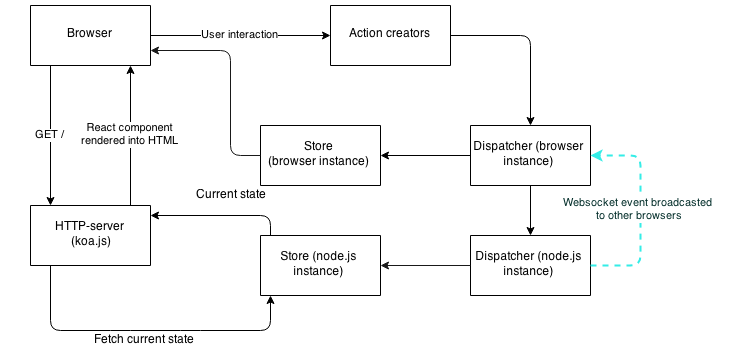 Browser
User interaction
Action creators
GET /
React component
rendered into HTML
Store
(browser instance)
Dispatcher (browser
instance)
Current state
Websocket event broadcasted
to other browsers
HTTP-server
(koa.js)
Store (node.js
instance)
Dispatcher (node.js
instance)
Fetch current state